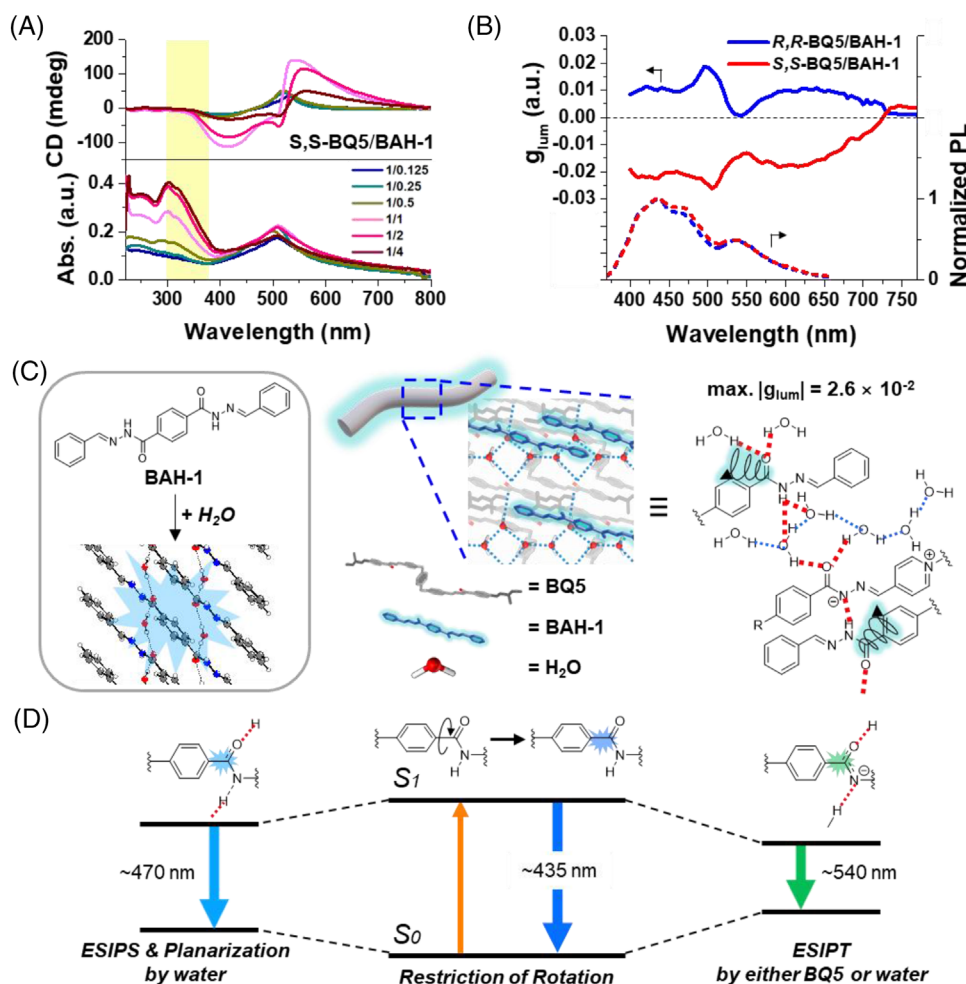 (A)
200
100
0
-100
CD (mdeg)
S,S-BQ5/BAH-1
0.4
0.2
0.0
Abs. (a.u.)
1/0.125
1/0.25
1/0.5
1/1
1/2
1/4
300 400 500 600 700 800
Wavelength (nm)
(B)
0.03
0.02
0.01
0.00
-0.01
-0.02
-0.03
glum (a.u.)
R,R-BQ5/BAH-1
S,S-BQ5/BAH-1
1
0
Normalized PL
400 450 500 550 600 650 700 750
Wavelength (nm)
(C)
O
H
N
N
N
N
H
O
BAH-1
+ H2O
= BQ5
= BAH-1
= H2O
≡
max. |glum| = 2.6 × 10-2
H O H
H O H
O
N N
H
H O H
H O H
H O H
H O H
H O H
O
N N
⊖
N ⊕
R
H
N N
O
(D)
H
O
N
H
~470 nm
ESIPS & Planarization
by water
O
N
H
O
N
H
S1
~435 nm
S0
Restriction of Rotation
H
O
N ⊖
H
~540 nm
ESIPT
by either BQ5 or water